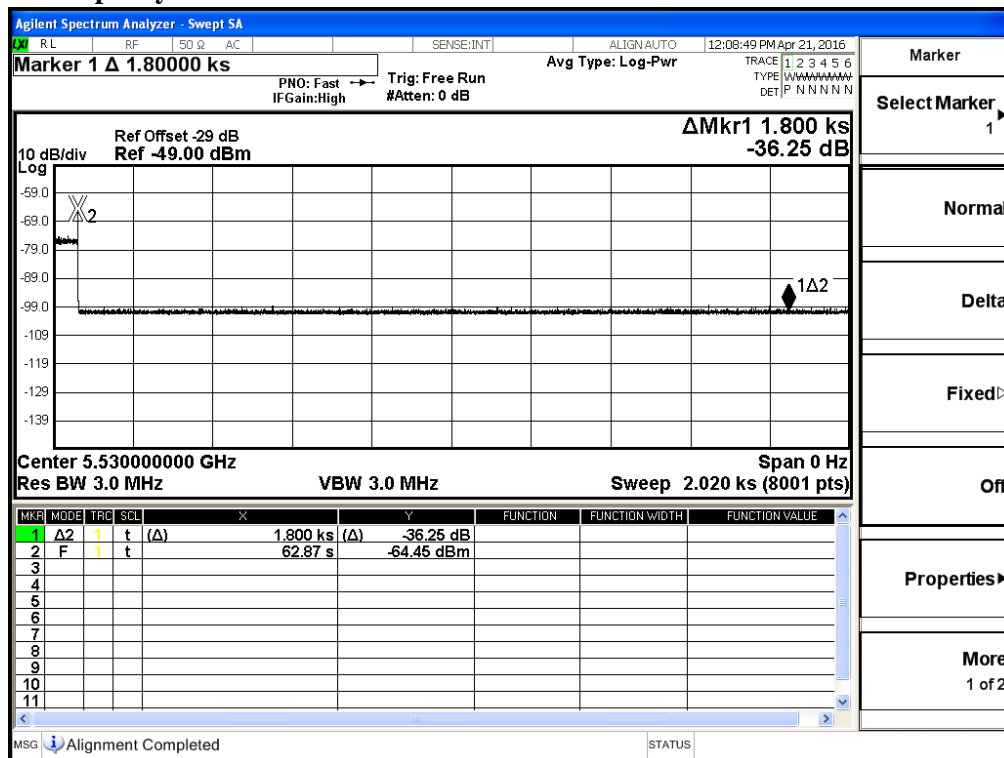 Agilent Spectrum Analyzer - Swept SA
LXI RL RF 50 Ω AC SENSE:INT ALIGN AUTO 12:08:49 PM Apr 21, 2016
Marker 1 Δ 1.80000 ks
PNO: Fast
IFGain:High
Trig: Free Run
#Atten: 0 dB
Avg Type: Log-Pwr
TRACE 1 2 3 4 5 6
TYPE WWWWWW
DET P N N N N N
Ref Offset -29 dB
10 dB/div Ref -49.00 dBm
Log
ΔMkr1 1.800 ks
-36.25 dB
-59.0
-69.0
-79.0
-89.0
-99.0
-109
-119
-129
-139
2
1Δ2
Center 5.530000000 GHz Span 0 Hz
Res BW 3.0 MHz VBW 3.0 MHz Sweep 2.020 ks (8001 pts)
MKR MODE TRC SCL X Y FUNCTION FUNCTION WIDTH FUNCTION VALUE
1 Δ2 1 t (Δ) 1.800 ks (Δ) -36.25 dB
2 F 1 t 62.87 s -64.45 dBm
3
4
5
6
7
8
9
10
11
MSG Alignment Completed STATUS
Marker
Select Marker
1
Normal
Delta
Fixed
Off
Properties
More
1 of 2